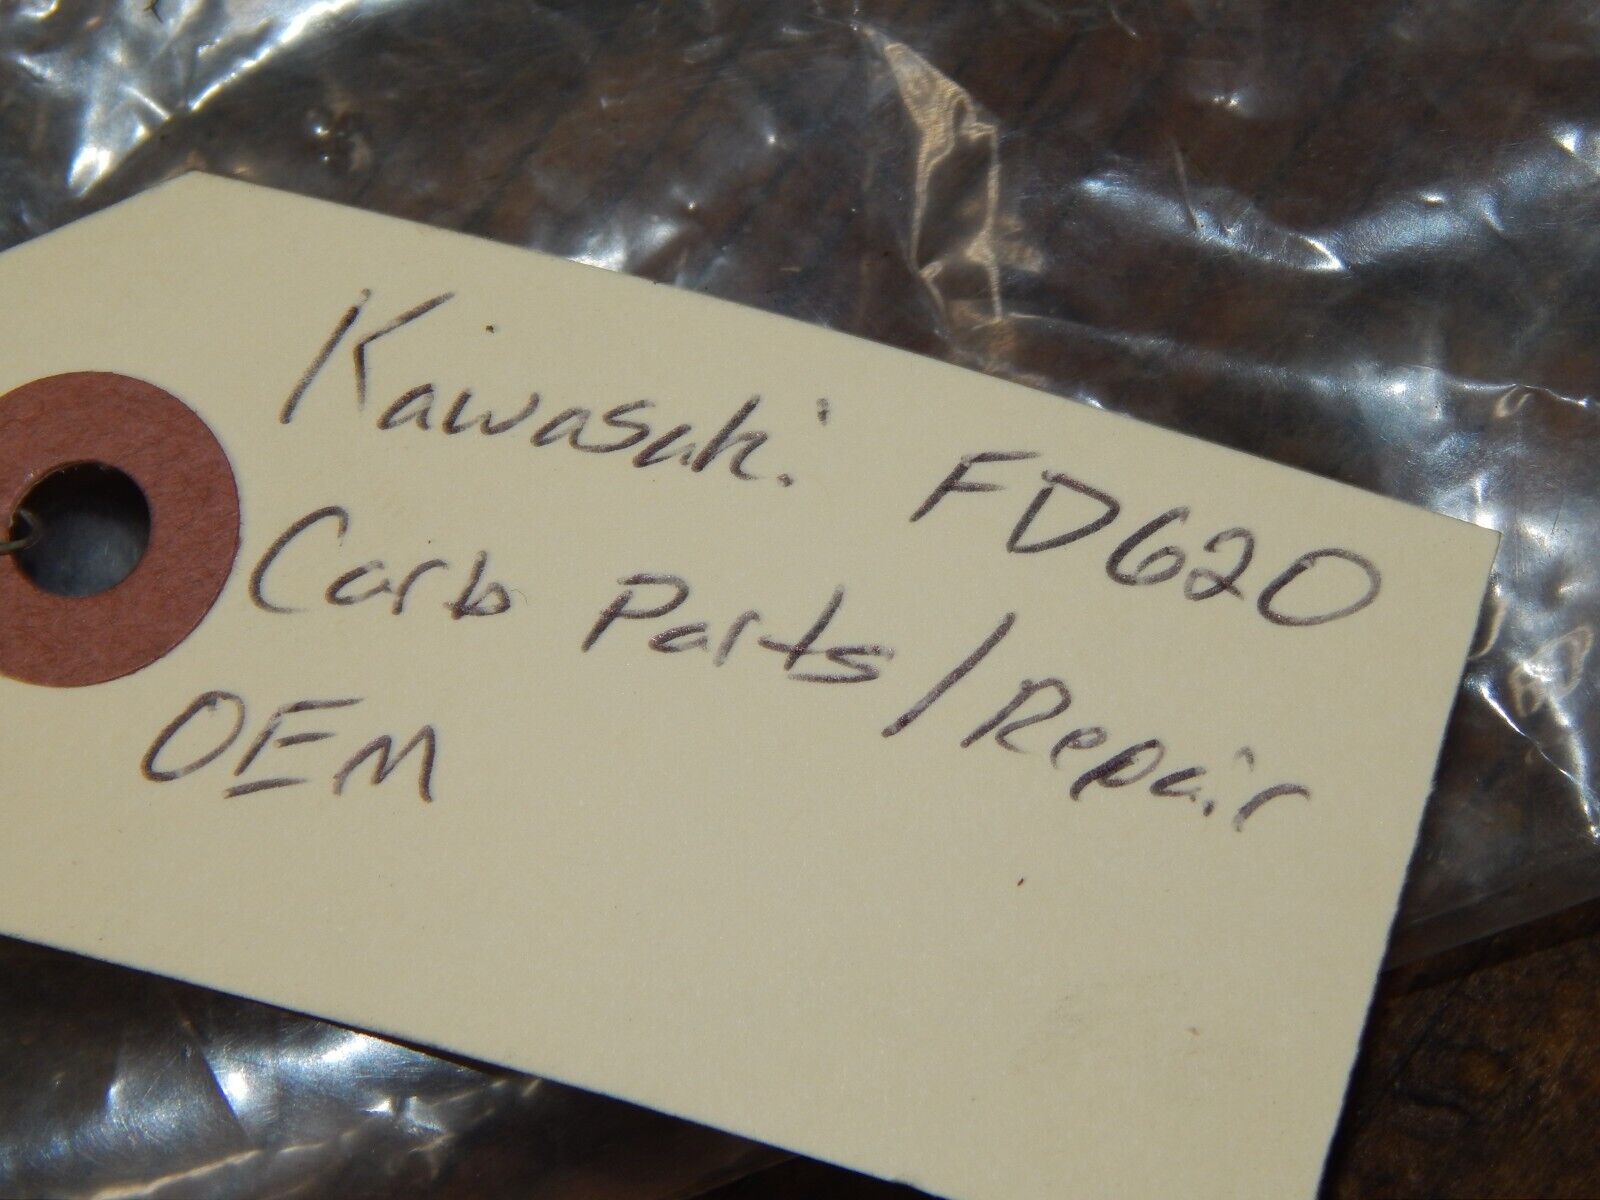 Kawasaki FD620
Carb Parts/Repair
OEM